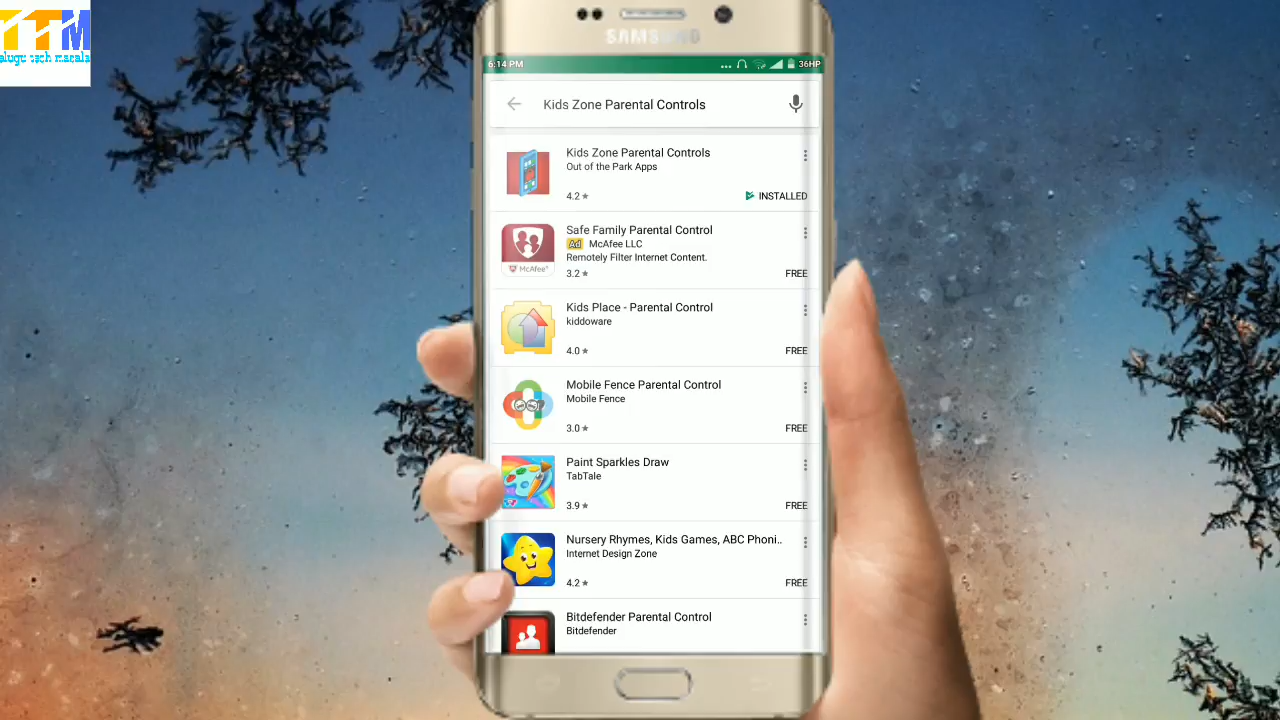 TTM
alugu tech masala
SAMSUNG
6:14 PM
36HP
Kids Zone Parental Controls
Kids Zone Parental Controls
Out of the Park Apps
4.2
INSTALLED
Safe Family Parental Control
Ad McAfee LLC
Remotely Filter Internet Content.
McAfee
3.2
FREE
Kids Place - Parental Control
kiddoware
4.0
FREE
Mobile Fence Parental Control
Mobile Fence
3.0
FREE
Paint Sparkles Draw
TabTale
3.9
FREE
Nursery Rhymes, Kids Games, ABC Phoni..
Internet Design Zone
4.2
FREE
Bitdefender Parental Control
Bitdefender